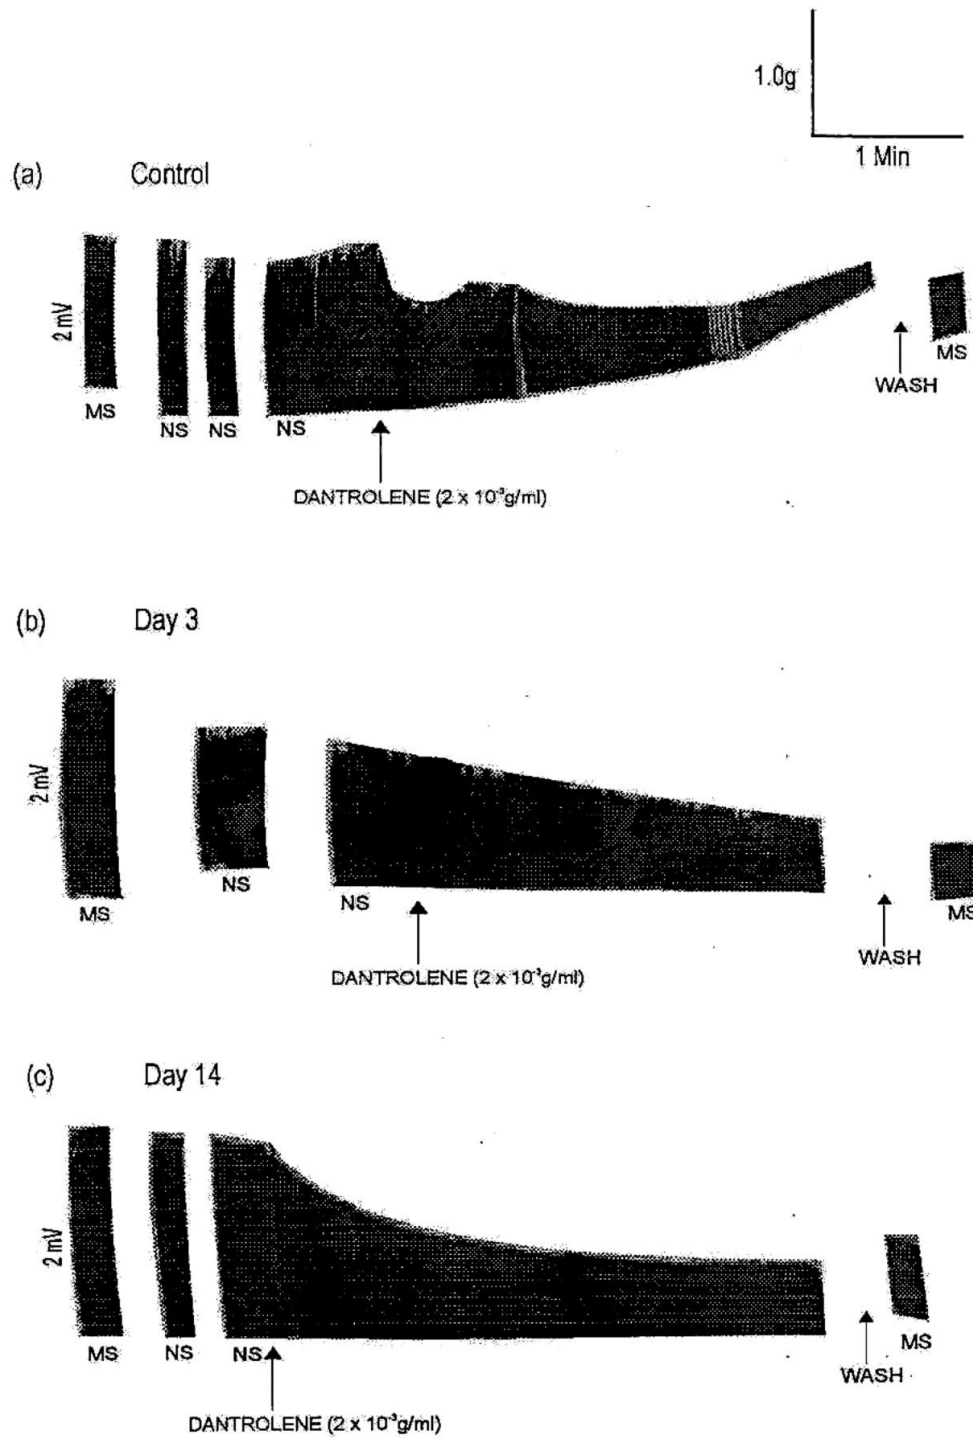 1.0g
1 Min
(a) Control
2 mV
MS
NS
NS
NS
WASH
MS
DANTROLENE (2 x 10⁻³g/ml)
(b) Day 3
2 mV
MS
NS
NS
WASH
MS
DANTROLENE (2 x 10⁻³g/ml)
(c) Day 14
2 mV
MS
NS
NS
WASH
MS
DANTROLENE (2 x 10⁻³g/ml)